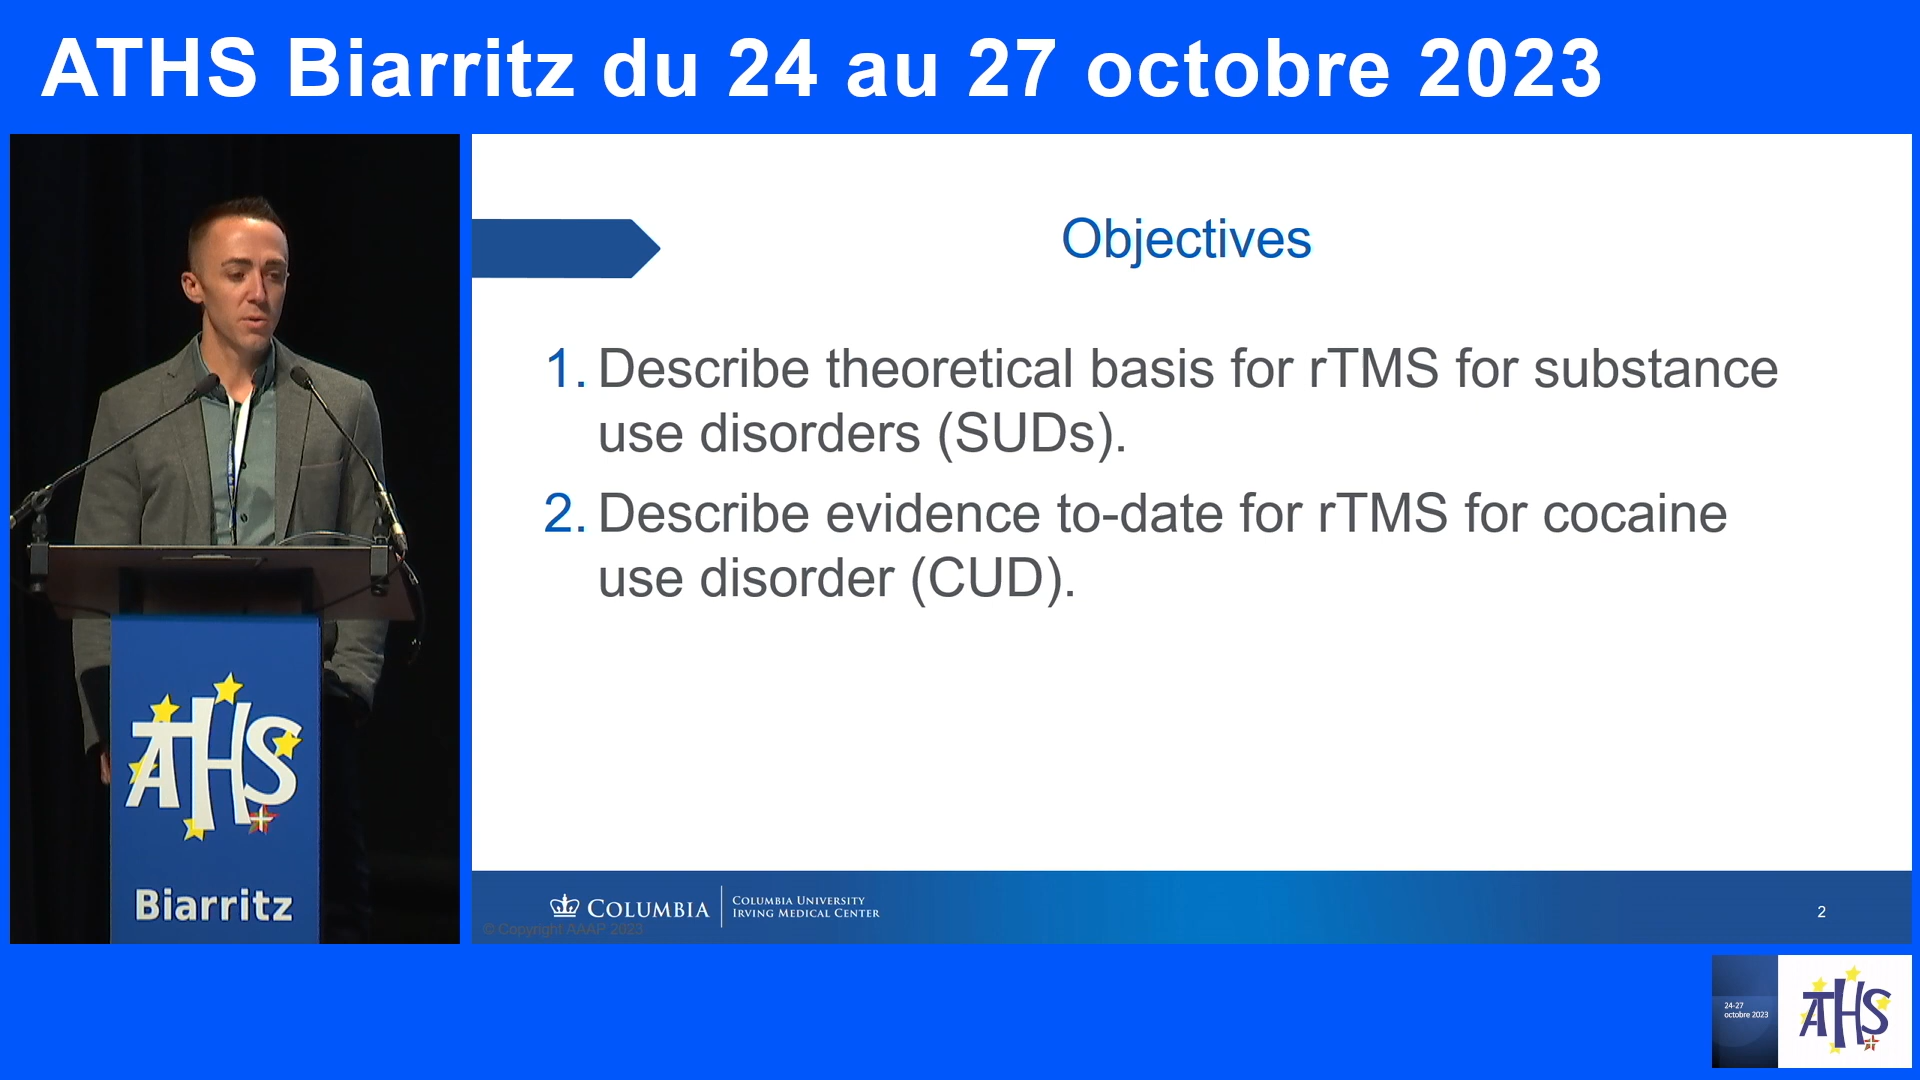 ATHS Biarritz du 24 au 27 octobre 2023
Objectives
1. Describe theoretical basis for rTMS for substance
use disorders (SUDs).
2. Describe evidence to-date for rTMS for cocaine
use disorder (CUD).
ATHS
Biarritz
COLUMBIA
COLUMBIA UNIVERSITY
IRVING MEDICAL CENTER
© Copyright AAAP 2023
2
24-27
octobre 2023
ATHS